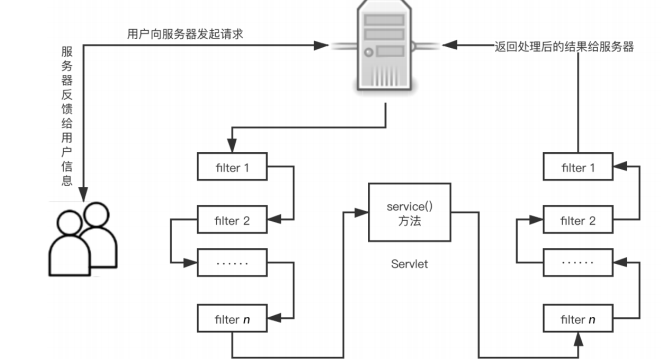 用户向服务器发起请求
返回处理后的结果给服务器
服务器反馈给用户信息
filter 1
filter 2
······
filter n
service()
方法
Servlet
filter 1
filter 2
······
filter n